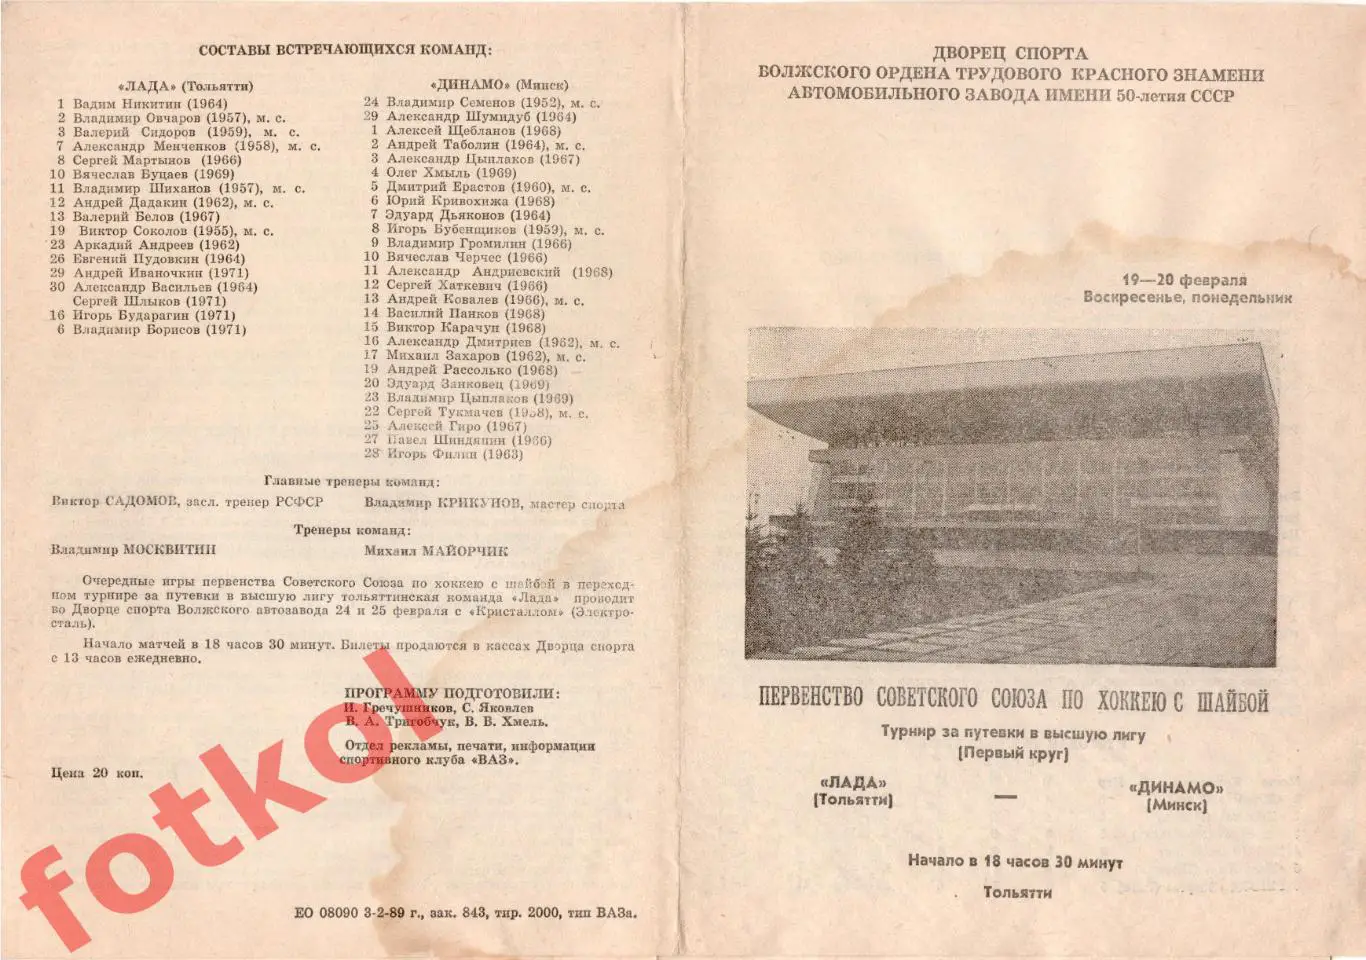 СОСТАВЫ ВСТРЕЧАЮЩИХСЯ КОМАНД:
«ЛАДА» (Тольятти)
1 Вадим Никитин (1964)
2 Владимир Овчаров (1957), м. с.
3 Валерий Сидоров (1959), м. с.
7 Александр Менченков (1958), м. с.
8 Сергей Мартынов (1966)
10 Вячеслав Буцаев (1969)
11 Владимир Шиханов (1957), м. с.
12 Андрей Дадакин (1962), м. с.
13 Валерий Белов (1967)
19 Виктор Соколов (1955), м. с.
23 Аркадий Андреев (1962)
26 Евгений Пудовкин (1964)
29 Андрей Иваночкин (1971)
30 Александр Васильев (1964)
Сергей Шлыков (1971)
16 Игорь Бударагин (1971)
6 Владимир Борисов (1971)
«ДИНАМО» (Минск)
24 Владимир Семенов (1952), м. с.
29 Александр Шумидуб (1964)
1 Алексей Щебланов (1968)
2 Андрей Таболин (1964), м. с.
3 Александр Цыплаков (1967)
4 Олег Хмыль (1969)
5 Дмитрий Ерастов (1960), м. с.
6 Юрий Кривохижа (1968)
7 Эдуард Дьяконов (1964)
8 Игорь Бубенщиков (1959), м. с.
9 Владимир Громилин (1966)
10 Вячеслав Черчес (1966)
11 Александр Андриевский (1968)
12 Сергей Хаткевич (1966)
13 Андрей Ковалев (1966), м. с.
14 Василий Панков (1968)
15 Виктор Карачун (1968)
16 Александр Дмитриев (1962), м. с.
17 Михаил Захаров (1962), м. с.
19 Андрей Рассолько (1968)
20 Эдуард Занковец (1969)
23 Владимир Цыплаков (1969)
22 Сергей Тукмачев (1958), м. с.
25 Алексей Гиро (1967)
27 Павел Шиндяпин (1966)
28 Игорь Филин (1963)
Главные тренеры команд:
Виктор САДОМОВ, засл. тренер РСФСР
Владимир КРИКУНОВ, мастер спорта
Тренеры команд:
Владимир МОСКВИТИН
Михаил МАЙОРЧИК
Очередные игры первенства Советского Союза по хоккею с шайбой в переход-
ном турнире за путевки в высшую лигу тольяттинская команда «Лада» проводит
во Дворце спорта Волжского автозавода 24 и 25 февраля с «Кристаллом» (Электро-
сталь).
Начало матчей в 18 часов 30 минут. Билеты продаются в кассах Дворца спорта
с 13 часов ежедневно.
ПРОГРАММУ ПОДГОТОВИЛИ:
И. Гречушников, С. Яковлев
В. А. Тригобчук, В. В. Хмель.
Отдел рекламы, печати, информации
спортивного клуба «ВАЗ».
Цена 20 коп.
ЕО 08090 3-2-89 г., зак. 843, тир. 2000, тип ВАЗа.
ДВОРЕЦ СПОРТА
ВОЛЖСКОГО ОРДЕНА ТРУДОВОГО КРАСНОГО ЗНАМЕНИ
АВТОМОБИЛЬНОГО ЗАВОДА ИМЕНИ 50-летия СССР
19—20 февраля
Воскресенье, понедельник
ПЕРВЕНСТВО СОВЕТСКОГО СОЮЗА ПО ХОККЕЮ С ШАЙБОЙ
Турнир за путевки в высшую лигу
(Первый круг)
«ЛАДА» — «ДИНАМО»
(Тольятти) (Минск)
Начало в 18 часов 30 минут
Тольятти
fotkol